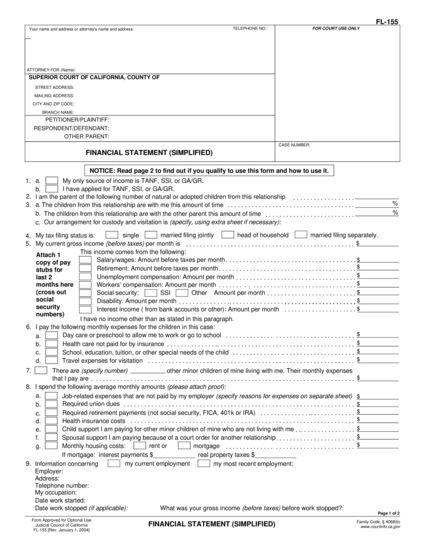 FL-155
Your name and address or attorney's name and address:
TELEPHONE NO.:
FOR COURT USE ONLY
ATTORNEY FOR (Name):
SUPERIOR COURT OF CALIFORNIA, COUNTY OF
STREET ADDRESS:
MAILING ADDRESS:
CITY AND ZIP CODE:
BRANCH NAME:
PETITIONER/PLAINTIFF:
RESPONDENT/DEFENDANT:
OTHER PARENT:
CASE NUMBER:
FINANCIAL STATEMENT (SIMPLIFIED)
NOTICE: Read page 2 to find out if you qualify to use this form and how to use it.
1. a. My only source of income is TANF, SSI, or GA/GR.
b. I have applied for TANF, SSI, or GA/GR.
2. I am the parent of the following number of natural or adopted children from this relationship
3. a. The children from this relationship are with me this amount of time %
b. The children from this relationship are with the other parent this amount of time %
c. Our arrangement for custody and visitation is (specify, using extra sheet if necessary):
4. My tax filing status is: single married filing jointly head of household married filing separately.
5. My current gross income (before taxes) per month is $
Attach 1 copy of pay stubs for last 2 months here (cross out social security numbers)
This income comes from the following:
Salary/wages: Amount before taxes per month $
Retirement: Amount before taxes per month $
Unemployment compensation: Amount per month $
Workers' compensation: Amount per month $
Social security: SSI Other Amount per month $
Disability: Amount per month $
Interest income ( from bank accounts or other): Amount per month $
I have no income other than as stated in this paragraph.
6. I pay the following monthly expenses for the children in this case:
a. Day care or preschool to allow me to work or go to school $
b. Health care not paid for by insurance $
c. School, education, tuition, or other special needs of the child $
d. Travel expenses for visitation $
7. There are (specify number) other minor children of mine living with me. Their monthly expenses
that I pay are $
8. I spend the following average monthly amounts (please attach proof):
a. Job-related expenses that are not paid by my employer (specify reasons for expenses on separate sheet) $
b. Required union dues $
c. Required retirement payments (not social security, FICA, 401k or IRA) $
d. Health insurance costs $
e. Child support I am paying for other minor children of mine who are not living with me $
f. Spousal support I am paying because of a court order for another relationship $
g. Monthly housing costs: rent or mortgage $
If mortgage: interest payments $ real property taxes $
9. Information concerning my current employment my most recent employment:
Employer:
Address:
Telephone number:
My occupation:
Date work started:
Date work stopped (if applicable): What was your gross income (before taxes) before work stopped?:
Page 1 of 2
Form Approved for Optional Use
Judicial Council of California
FL-155 [Rev. January 1, 2004]
FINANCIAL STATEMENT (SIMPLIFIED)
Family Code, § 4068(b)
www.courtinfo.ca.gov